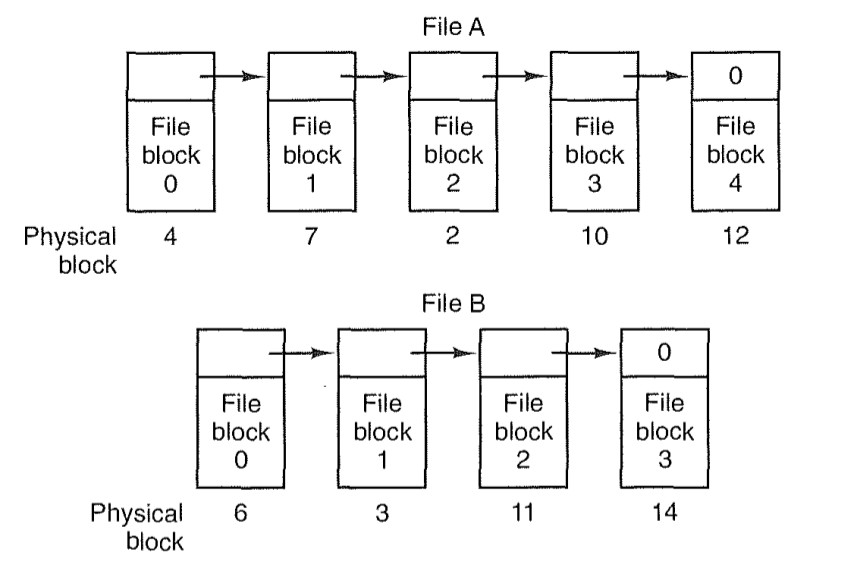 File A
0
File File File File File
block block block block block
0 1 2 3 4
Physical 4 7 2 10 12
block
File B
0
File File File File
block block block block
0 1 2 3
Physical 6 3 11 14
block